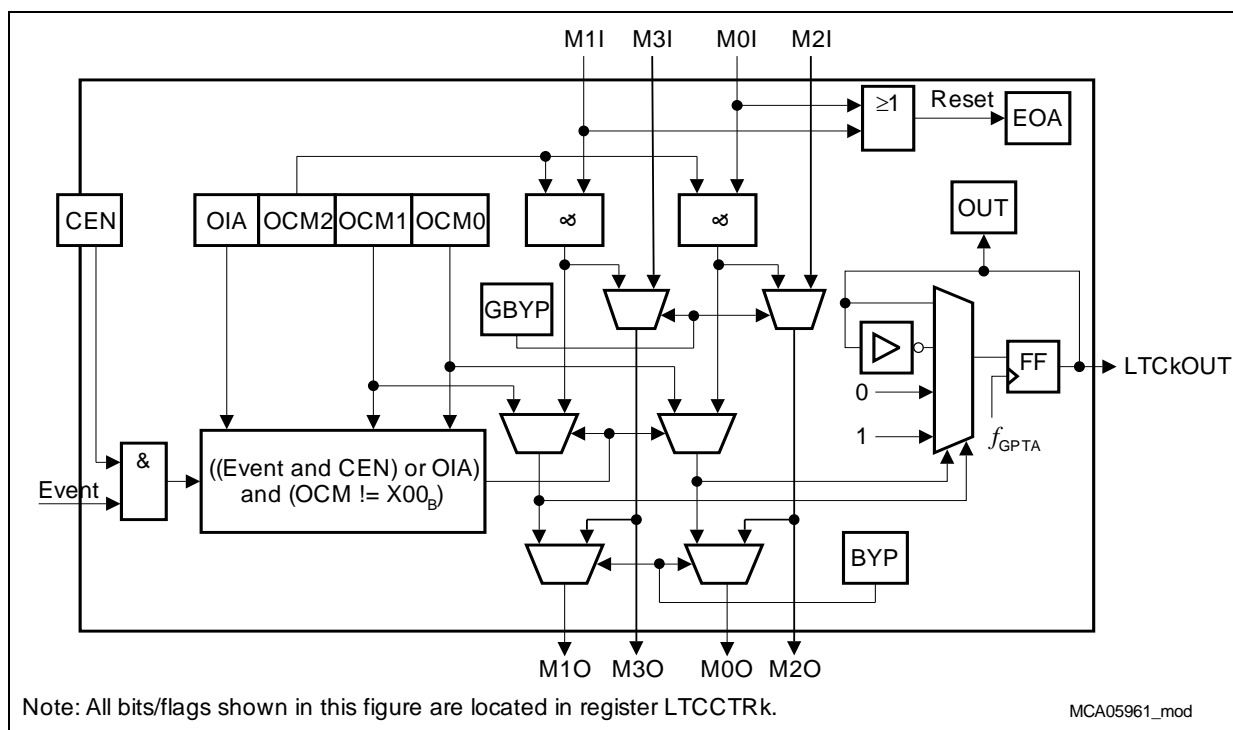 M1I M3I M0I M2I
≥1
Reset
EOA
CEN
OIA OCM2 OCM1 OCM0
&
&
OUT
GBYP
FF
LTCkOUT
0
1
fGPTA
&
Event
((Event and CEN) or OIA)
and (OCM != X00B)
BYP
M1O M3O M0O M2O
Note: All bits/flags shown in this figure are located in register LTCCTRk.
MCA05961_mod